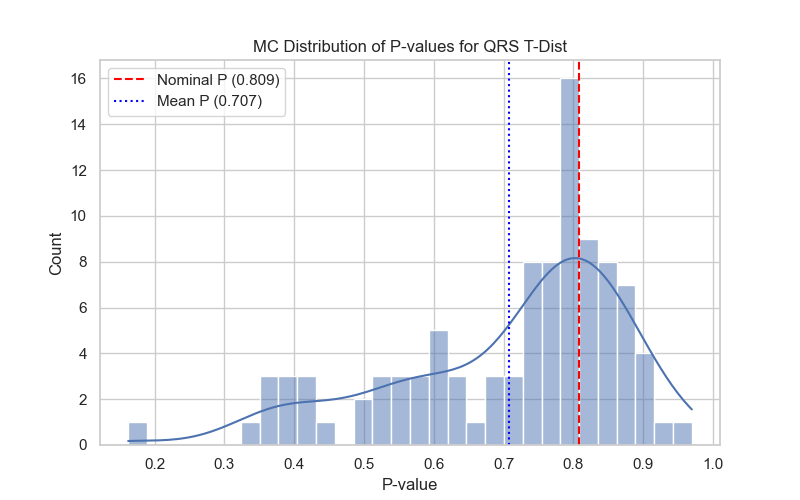 MC Distribution of P-values for QRS T-Dist
Nominal P (0.809)
Mean P (0.707)
16
14
12
10
8
6
4
2
0
Count
0.2 0.3 0.4 0.5 0.6 0.7 0.8 0.9 1.0
P-value